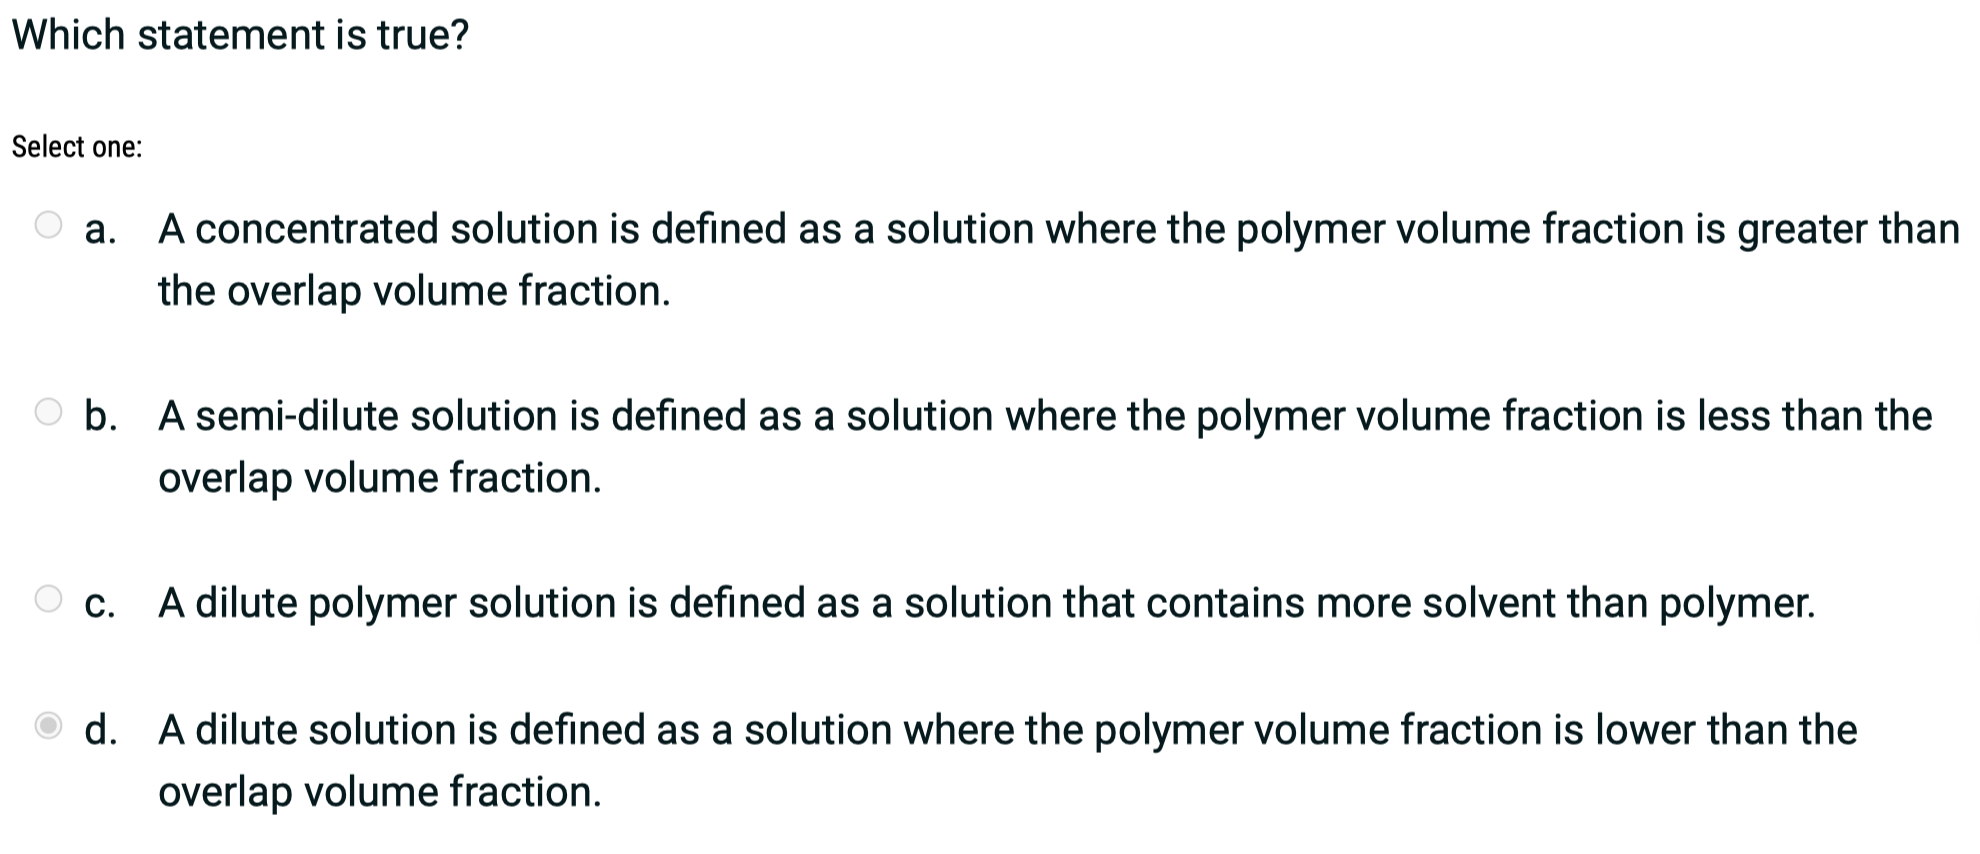 Which statement is true?
Select one:
a. A concentrated solution is defined as a solution where the polymer volume fraction is greater than
the overlap volume fraction.
b. A semi-dilute solution is defined as a solution where the polymer volume fraction is less than the
overlap volume fraction.
c. A dilute polymer solution is defined as a solution that contains more solvent than polymer.
d. A dilute solution is defined as a solution where the polymer volume fraction is lower than the
overlap volume fraction.